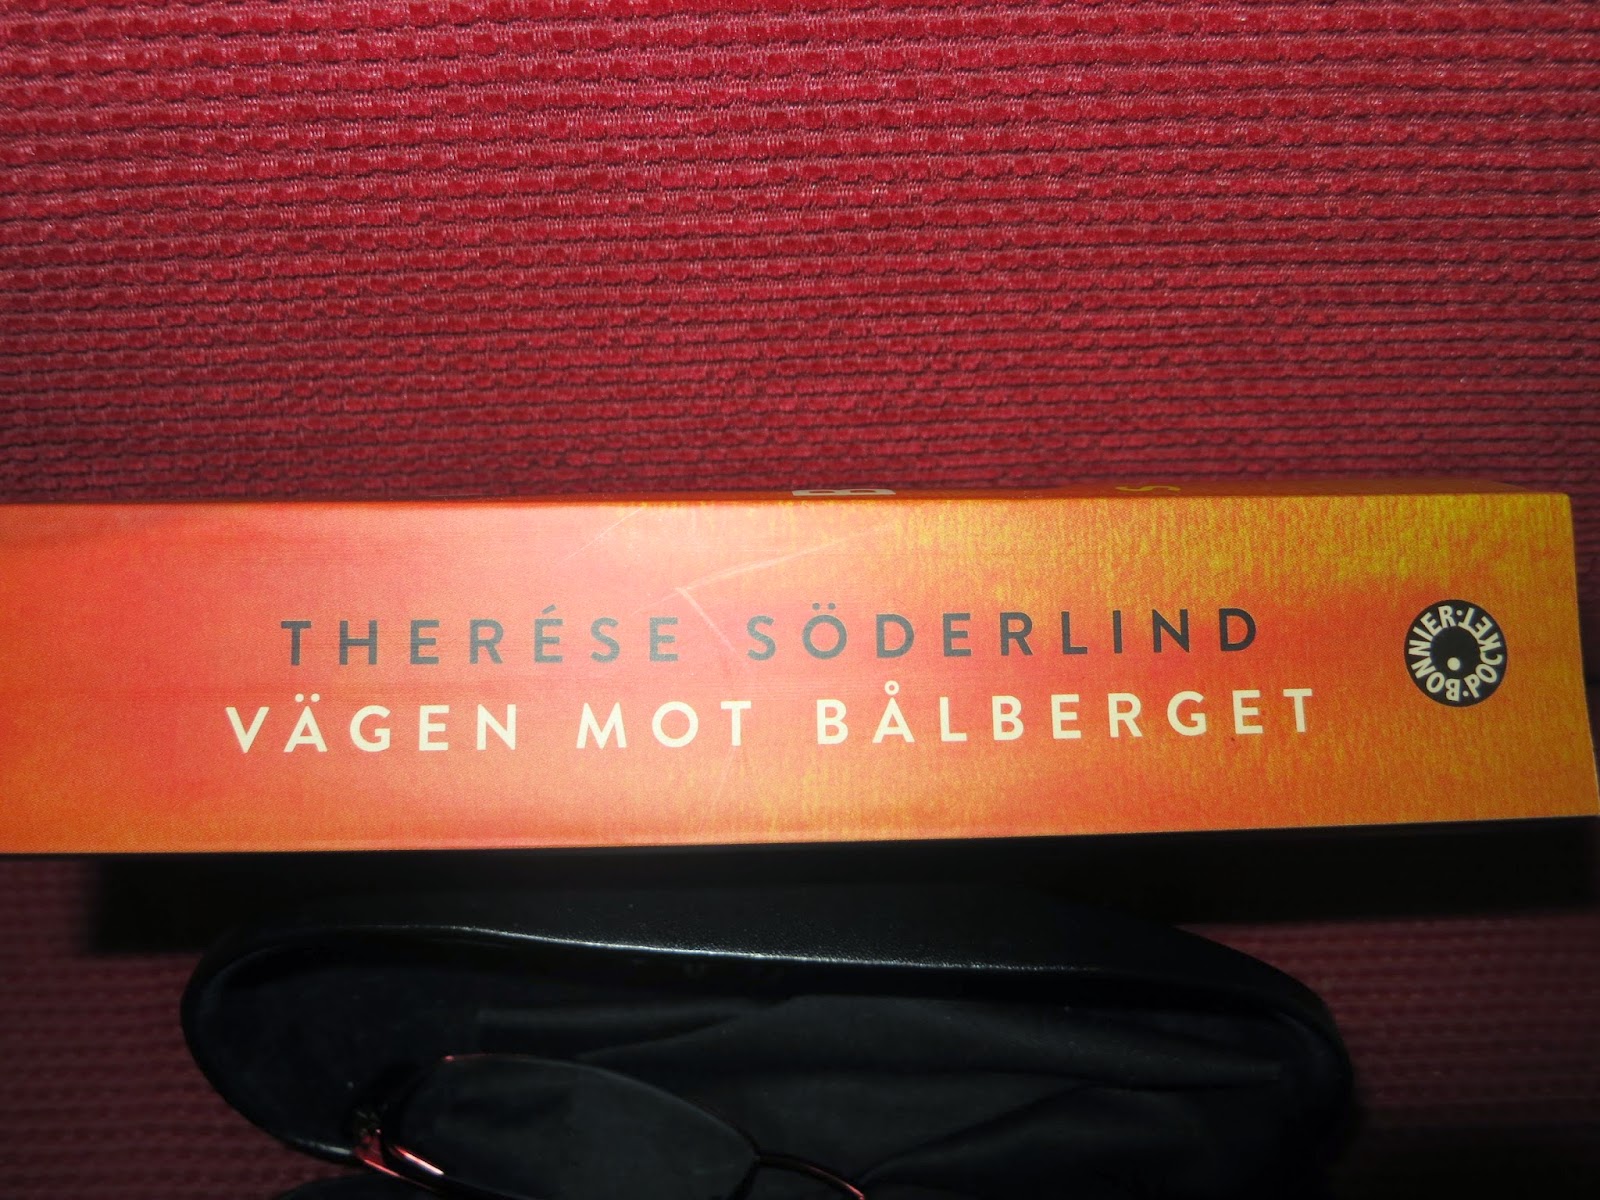 B
S
THERÉSE SÖDERLIND
VÄGEN MOT BÅLBERGET
BONNIER·POCKET·